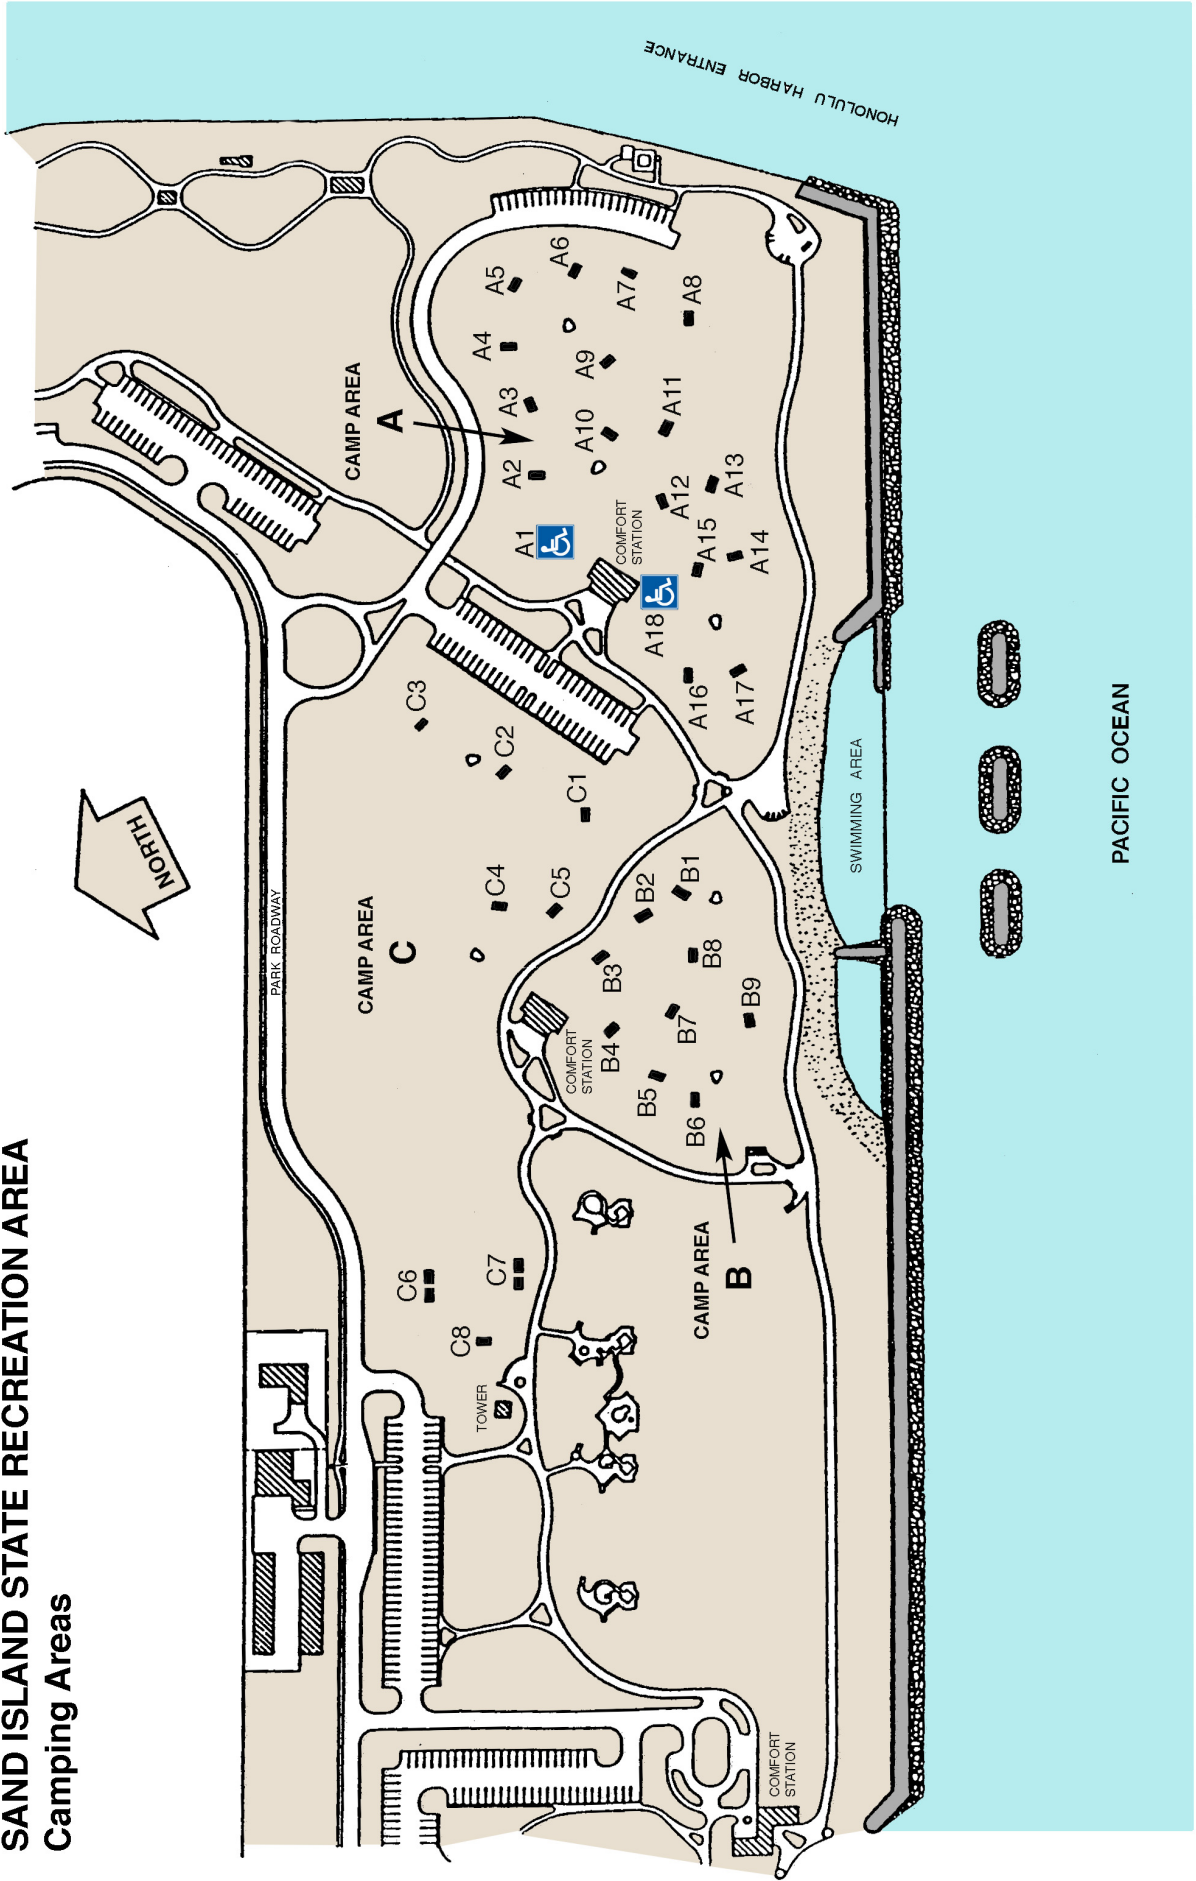 SAND ISLAND STATE RECREATION AREA
Camping Areas
NORTH
PARK ROADWAY
HONOLULU HARBOR ENTRANCE
CAMP AREA
A
A1
A2
A3
A4
A5
A6
A7
A8
A9
A10
A11
A12
A13
A14
A15
A16
A17
A18
COMFORT
STATION
CAMP AREA
C
C1
C2
C3
C4
C5
C6
C7
C8
TOWER
COMFORT
STATION
CAMP AREA
B
B1
B2
B3
B4
B5
B6
B7
B8
B9
COMFORT
STATION
SWIMMING AREA
PACIFIC OCEAN